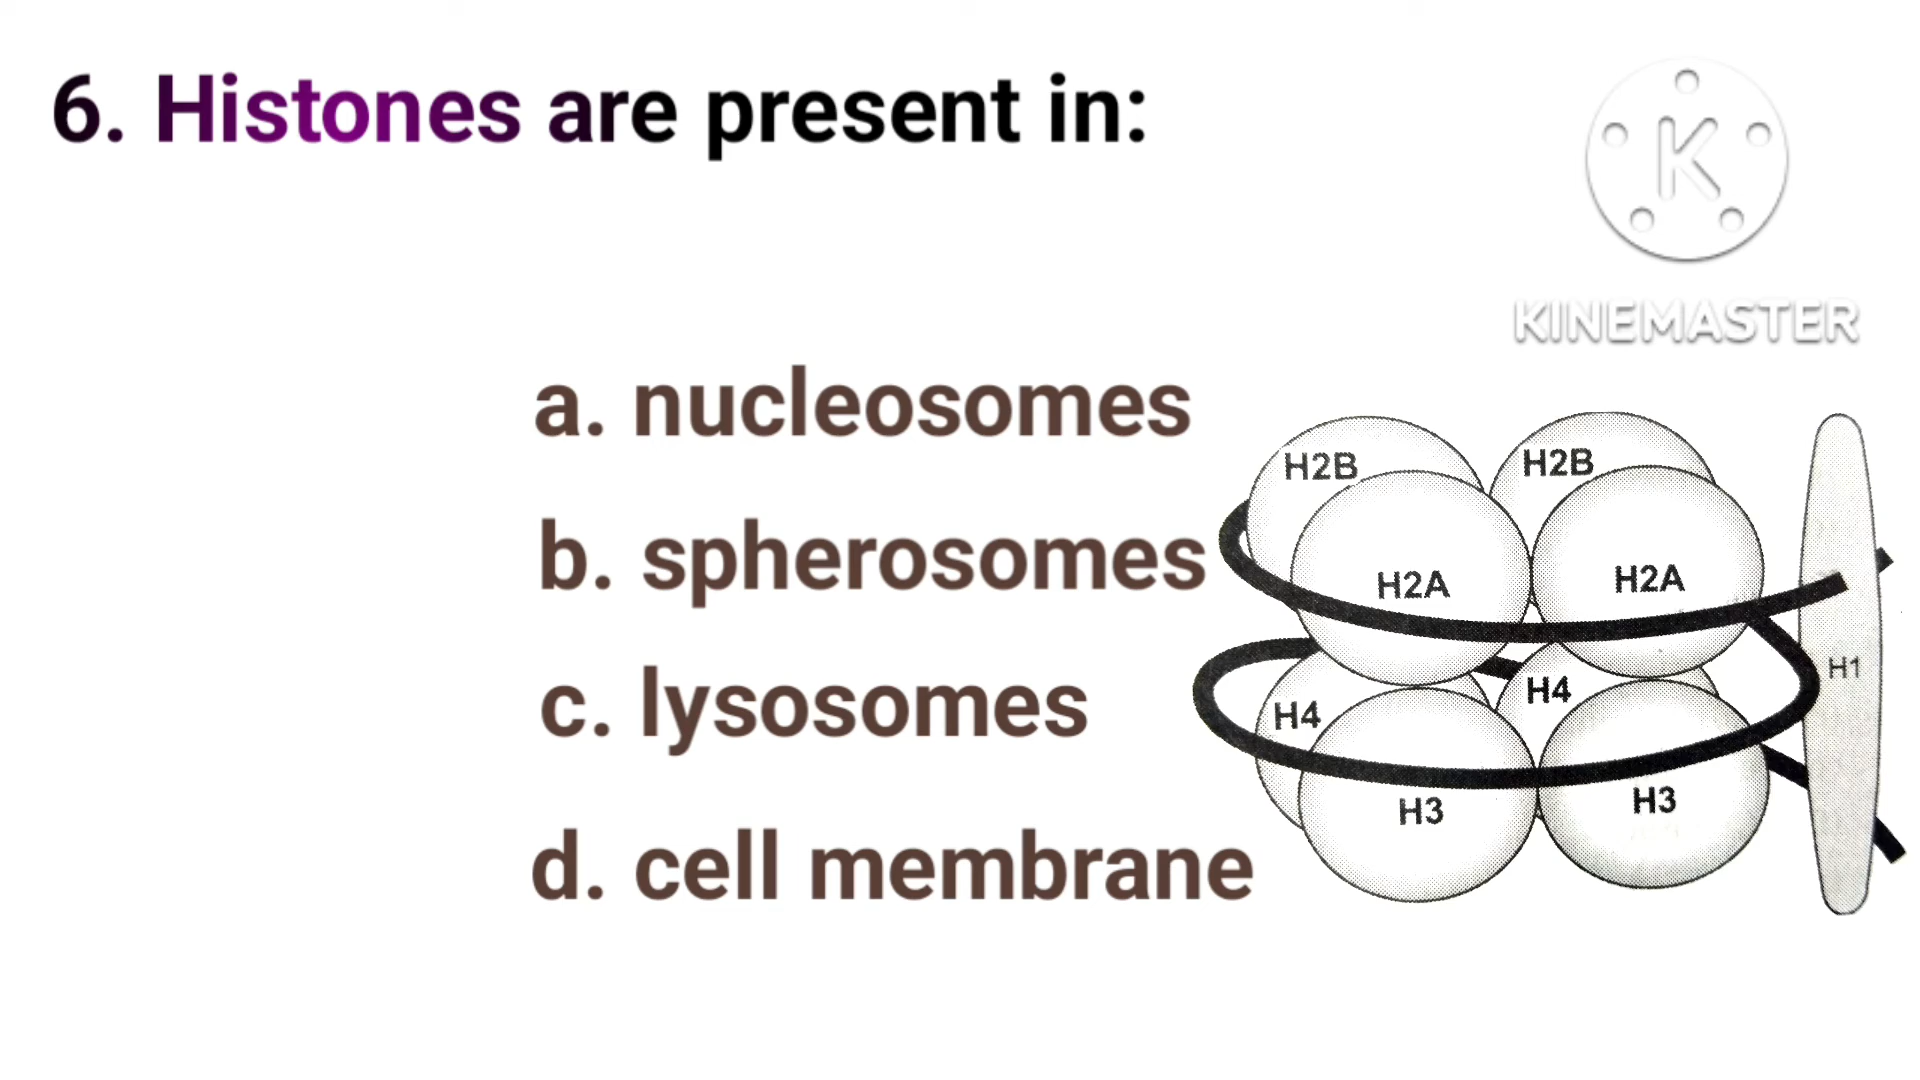 6. Histones are present in:
K
KINEMASTER
a. nucleosomes
b. spherosomes
c. lysosomes
d. cell membrane
H2B H2B
H2A H2A
H1
H4 H4
H3 H3